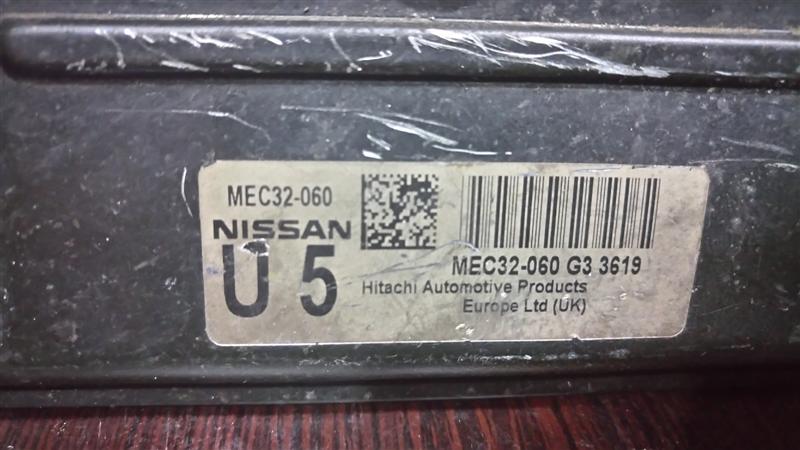 MEC32-060
NISSAN
U 5
MEC32-060 G3 3619
Hitachi Automotive Products
Europe Ltd (UK)